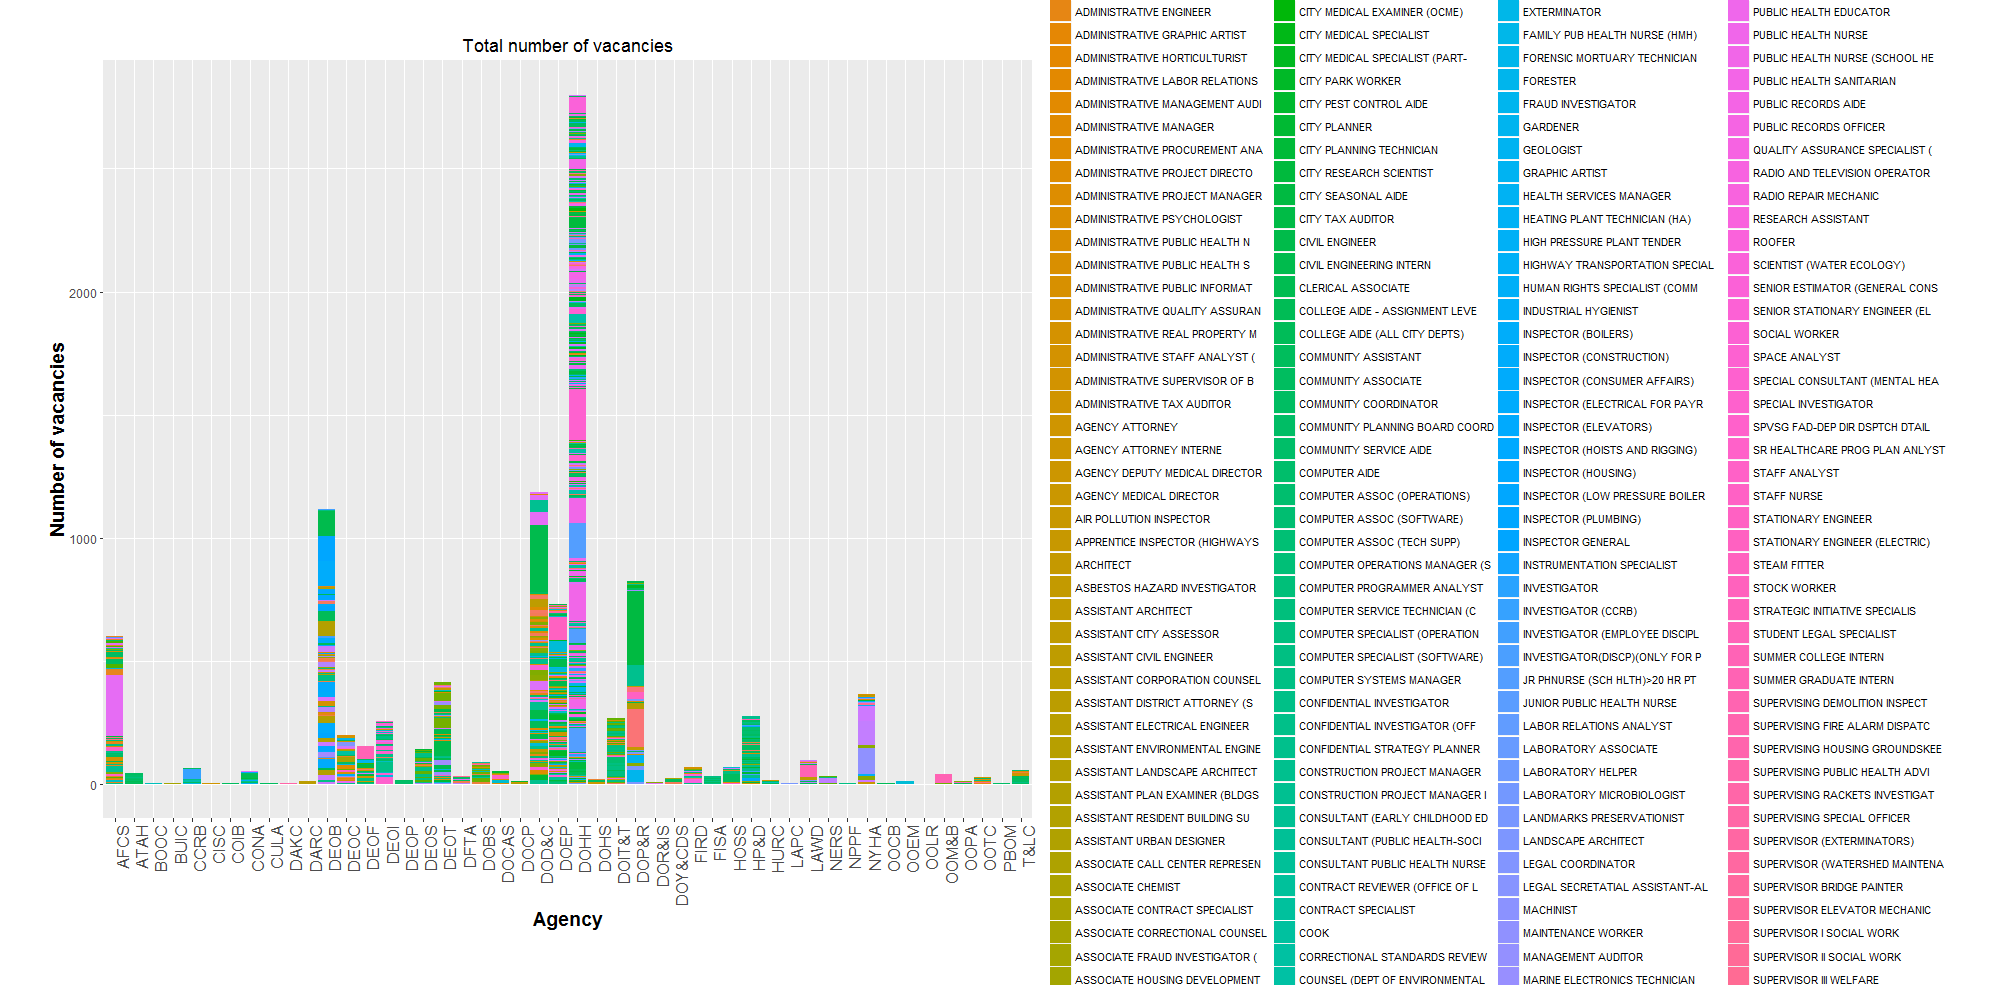 Total number of vacancies
Number of vacancies
2000
1000
0
AFCS
ATAH
BOOC
BUIC
CCRB
CISC
COIB
CONA
CULA
DAKC
DARC
DEOB
DEOC
DEOF
DEOI
DEOP
DEOS
DEOT
DFTA
DOBS
DOCAS
DOCP
DOD&C
DOEP
DOHH
DOHS
DOIT&T
DOP&R
DOR&IS
DOY&CDS
FIRD
FISA
HOSS
HP&D
HURC
LAPC
LAWD
NERS
NPPF
NYHA
OOCB
OOEM
OOLR
OOM&B
OOPA
OOTC
PBOM
T&LC
Agency
ADMINISTRATIVE ENGINEER
ADMINISTRATIVE GRAPHIC ARTIST
ADMINISTRATIVE HORTICULTURIST
ADMINISTRATIVE LABOR RELATIONS
ADMINISTRATIVE MANAGEMENT AUDI
ADMINISTRATIVE MANAGER
ADMINISTRATIVE PROCUREMENT ANA
ADMINISTRATIVE PROJECT DIRECTO
ADMINISTRATIVE PROJECT MANAGER
ADMINISTRATIVE PSYCHOLOGIST
ADMINISTRATIVE PUBLIC HEALTH N
ADMINISTRATIVE PUBLIC HEALTH S
ADMINISTRATIVE PUBLIC INFORMAT
ADMINISTRATIVE QUALITY ASSURAN
ADMINISTRATIVE REAL PROPERTY M
ADMINISTRATIVE STAFF ANALYST (
ADMINISTRATIVE SUPERVISOR OF B
ADMINISTRATIVE TAX AUDITOR
AGENCY ATTORNEY
AGENCY ATTORNEY INTERNE
AGENCY DEPUTY MEDICAL DIRECTOR
AGENCY MEDICAL DIRECTOR
AIR POLLUTION INSPECTOR
APPRENTICE INSPECTOR (HIGHWAYS
ARCHITECT
ASBESTOS HAZARD INVESTIGATOR
ASSISTANT ARCHITECT
ASSISTANT CITY ASSESSOR
ASSISTANT CIVIL ENGINEER
ASSISTANT CORPORATION COUNSEL
ASSISTANT DISTRICT ATTORNEY (S
ASSISTANT ELECTRICAL ENGINEER
ASSISTANT ENVIRONMENTAL ENGINE
ASSISTANT LANDSCAPE ARCHITECT
ASSISTANT PLAN EXAMINER (BLDGS
ASSISTANT RESIDENT BUILDING SU
ASSISTANT URBAN DESIGNER
ASSOCIATE CALL CENTER REPRESEN
ASSOCIATE CHEMIST
ASSOCIATE CONTRACT SPECIALIST
ASSOCIATE CORRECTIONAL COUNSEL
ASSOCIATE FRAUD INVESTIGATOR (
ASSOCIATE HOUSING DEVELOPMENT
CITY MEDICAL EXAMINER (OCME)
CITY MEDICAL SPECIALIST
CITY MEDICAL SPECIALIST (PART-
CITY PARK WORKER
CITY PEST CONTROL AIDE
CITY PLANNER
CITY PLANNING TECHNICIAN
CITY RESEARCH SCIENTIST
CITY SEASONAL AIDE
CITY TAX AUDITOR
CIVIL ENGINEER
CIVIL ENGINEERING INTERN
CLERICAL ASSOCIATE
COLLEGE AIDE - ASSIGNMENT LEVE
COLLEGE AIDE (ALL CITY DEPTS)
COMMUNITY ASSISTANT
COMMUNITY ASSOCIATE
COMMUNITY COORDINATOR
COMMUNITY PLANNING BOARD COORD
COMMUNITY SERVICE AIDE
COMPUTER AIDE
COMPUTER ASSOC (OPERATIONS)
COMPUTER ASSOC (SOFTWARE)
COMPUTER ASSOC (TECH SUPP)
COMPUTER OPERATIONS MANAGER (S
COMPUTER PROGRAMMER ANALYST
COMPUTER SERVICE TECHNICIAN (C
COMPUTER SPECIALIST (OPERATION
COMPUTER SPECIALIST (SOFTWARE)
COMPUTER SYSTEMS MANAGER
CONFIDENTIAL INVESTIGATOR
CONFIDENTIAL INVESTIGATOR (OFF
CONFIDENTIAL STRATEGY PLANNER
CONSTRUCTION PROJECT MANAGER
CONSTRUCTION PROJECT MANAGER I
CONSULTANT (EARLY CHILDHOOD ED
CONSULTANT (PUBLIC HEALTH-SOCI
CONSULTANT PUBLIC HEALTH NURSE
CONTRACT REVIEWER (OFFICE OF L
CONTRACT SPECIALIST
COOK
CORRECTIONAL STANDARDS REVIEW
COUNSEL (DEPT OF ENVIRONMENTAL
EXTERMINATOR
FAMILY PUB HEALTH NURSE (HMH)
FORENSIC MORTUARY TECHNICIAN
FORESTER
FRAUD INVESTIGATOR
GARDENER
GEOLOGIST
GRAPHIC ARTIST
HEALTH SERVICES MANAGER
HEATING PLANT TECHNICIAN (HA)
HIGH PRESSURE PLANT TENDER
HIGHWAY TRANSPORTATION SPECIAL
HUMAN RIGHTS SPECIALIST (COMM
INDUSTRIAL HYGIENIST
INSPECTOR (BOILERS)
INSPECTOR (CONSTRUCTION)
INSPECTOR (CONSUMER AFFAIRS)
INSPECTOR (ELECTRICAL FOR PAYR
INSPECTOR (ELEVATORS)
INSPECTOR (HOISTS AND RIGGING)
INSPECTOR (HOUSING)
INSPECTOR (LOW PRESSURE BOILER
INSPECTOR (PLUMBING)
INSPECTOR GENERAL
INSTRUMENTATION SPECIALIST
INVESTIGATOR
INVESTIGATOR (CCRB)
INVESTIGATOR (EMPLOYEE DISCIPL
INVESTIGATOR(DISCP)(ONLY FOR P
JR PHNURSE (SCH HLTH)>20 HR PT
JUNIOR PUBLIC HEALTH NURSE
LABOR RELATIONS ANALYST
LABORATORY ASSOCIATE
LABORATORY HELPER
LABORATORY MICROBIOLOGIST
LANDMARKS PRESERVATIONIST
LANDSCAPE ARCHITECT
LEGAL COORDINATOR
LEGAL SECRETATIAL ASSISTANT-AL
MACHINIST
MAINTENANCE WORKER
MANAGEMENT AUDITOR
MARINE ELECTRONICS TECHNICIAN
PUBLIC HEALTH EDUCATOR
PUBLIC HEALTH NURSE
PUBLIC HEALTH NURSE (SCHOOL HE
PUBLIC HEALTH SANITARIAN
PUBLIC RECORDS AIDE
PUBLIC RECORDS OFFICER
QUALITY ASSURANCE SPECIALIST (
RADIO AND TELEVISION OPERATOR
RADIO REPAIR MECHANIC
RESEARCH ASSISTANT
ROOFER
SCIENTIST (WATER ECOLOGY)
SENIOR ESTIMATOR (GENERAL CONS
SENIOR STATIONARY ENGINEER (EL
SOCIAL WORKER
SPACE ANALYST
SPECIAL CONSULTANT (MENTAL HEA
SPECIAL INVESTIGATOR
SPVSG FAD-DEP DIR DSPTCH DTAIL
SR HEALTHCARE PROG PLAN ANLYST
STAFF ANALYST
STAFF NURSE
STATIONARY ENGINEER
STATIONARY ENGINEER (ELECTRIC)
STEAM FITTER
STOCK WORKER
STRATEGIC INITIATIVE SPECIALIS
STUDENT LEGAL SPECIALIST
SUMMER COLLEGE INTERN
SUMMER GRADUATE INTERN
SUPERVISING DEMOLITION INSPECT
SUPERVISING FIRE ALARM DISPATC
SUPERVISING HOUSING GROUNDSKEE
SUPERVISING PUBLIC HEALTH ADVI
SUPERVISING RACKETS INVESTIGAT
SUPERVISING SPECIAL OFFICER
SUPERVISOR (EXTERMINATORS)
SUPERVISOR (WATERSHED MAINTENA
SUPERVISOR BRIDGE PAINTER
SUPERVISOR ELEVATOR MECHANIC
SUPERVISOR I SOCIAL WORK
SUPERVISOR II SOCIAL WORK
SUPERVISOR III WELFARE